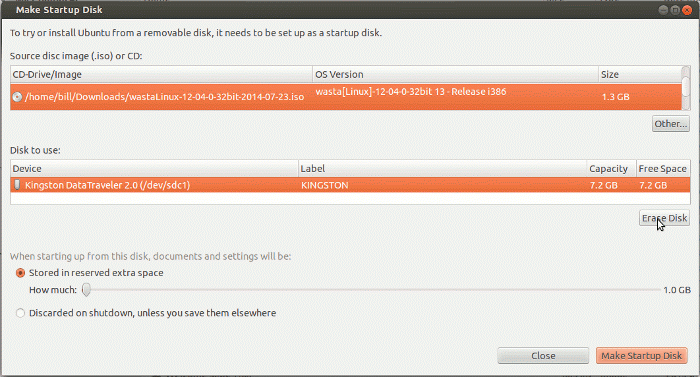 Make Startup Disk
To try or install Ubuntu from a removable disk, it needs to be set up as a startup disk.
Source disc image (.iso) or CD:
CD-Drive/Image OS Version Size
/home/bill/Downloads/wastaLinux-12-04-0-32bit-2014-07-23.iso wasta[Linux]-12-04-0-32bit 13 - Release i386 1.3 GB
Other...
Disk to use:
Device Label Capacity Free Space
Kingston DataTraveler 2.0 (/dev/sdc1) KINGSTON 7.2 GB 7.2 GB
Erase Disk
When starting up from this disk, documents and settings will be:
Stored in reserved extra space
How much: 1.0 GB
Discarded on shutdown, unless you save them elsewhere
Close Make Startup Disk